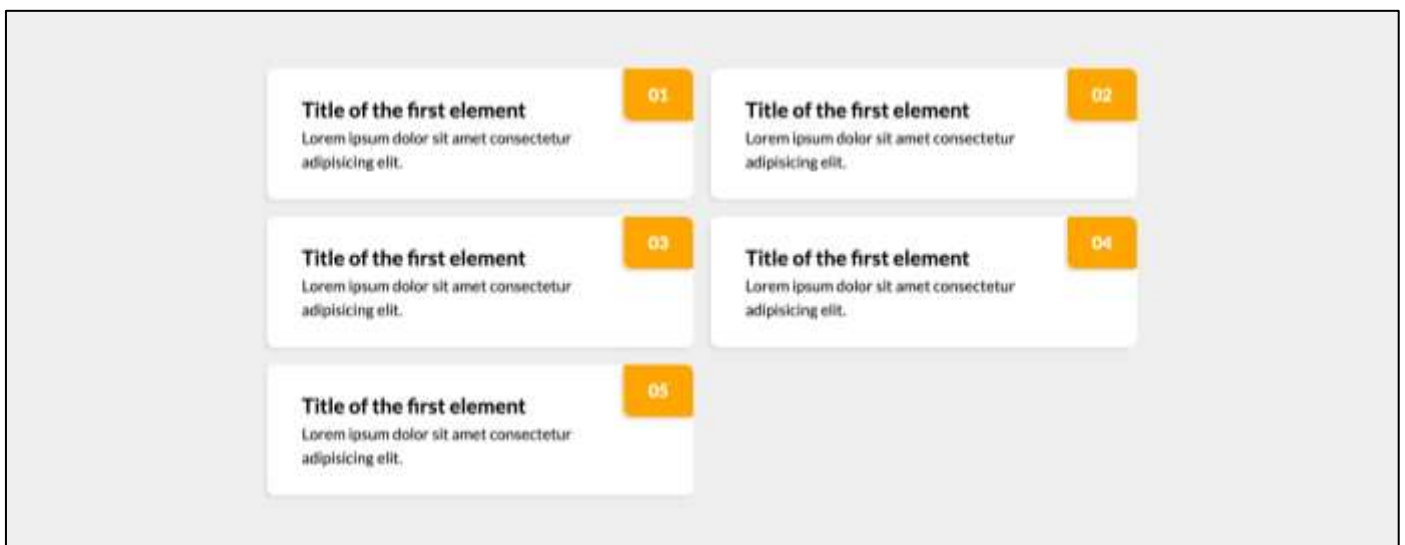 01
Title of the first element
Lorem ipsum dolor sit amet consectetur
adipisicing elit.
02
Title of the first element
Lorem ipsum dolor sit amet consectetur
adipisicing elit.
03
Title of the first element
Lorem ipsum dolor sit amet consectetur
adipisicing elit.
04
Title of the first element
Lorem ipsum dolor sit amet consectetur
adipisicing elit.
05
Title of the first element
Lorem ipsum dolor sit amet consectetur
adipisicing elit.